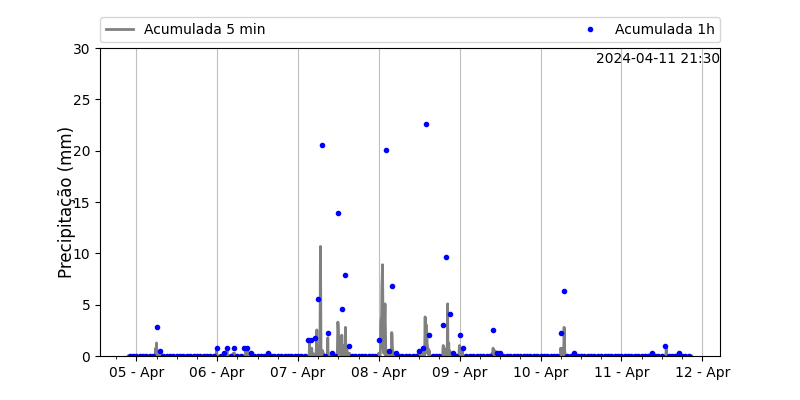 Acumulada 5 min
Acumulada 1h
2024-04-11 21:30
Precipitação (mm)
30
25
20
15
10
5
0
05 - Apr
06 - Apr
07 - Apr
08 - Apr
09 - Apr
10 - Apr
11 - Apr
12 - Apr